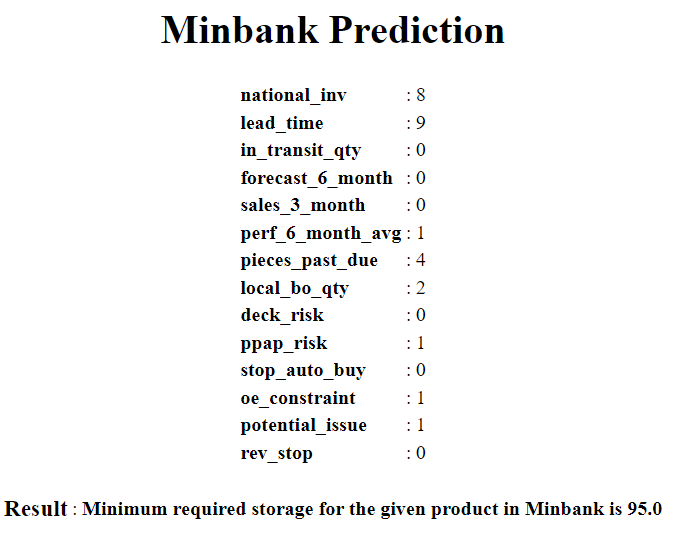 Minbank Prediction
national_inv : 8
lead_time : 9
in_transit_qty : 0
forecast_6_month : 0
sales_3_month : 0
perf_6_month_avg : 1
pieces_past_due : 4
local_bo_qty : 2
deck_risk : 0
ppap_risk : 1
stop_auto_buy : 0
oe_constraint : 1
potential_issue : 1
rev_stop : 0
Result : Minimum required storage for the given product in Minbank is 95.0